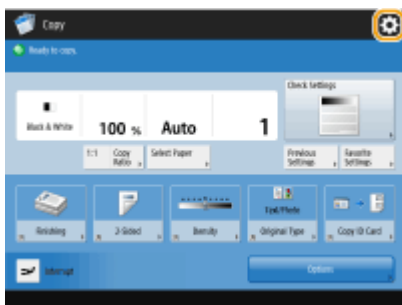 Copy
Ready to copy.
Check Settings
Black & White
100 %
Auto
1
1:1
Copy
Ratio
Select Paper
Previous
Settings
Favorite
Settings
Finishing
2-Sided
Density
Text/Photo
Original Type
Copy ID Card
Interrupt
Options